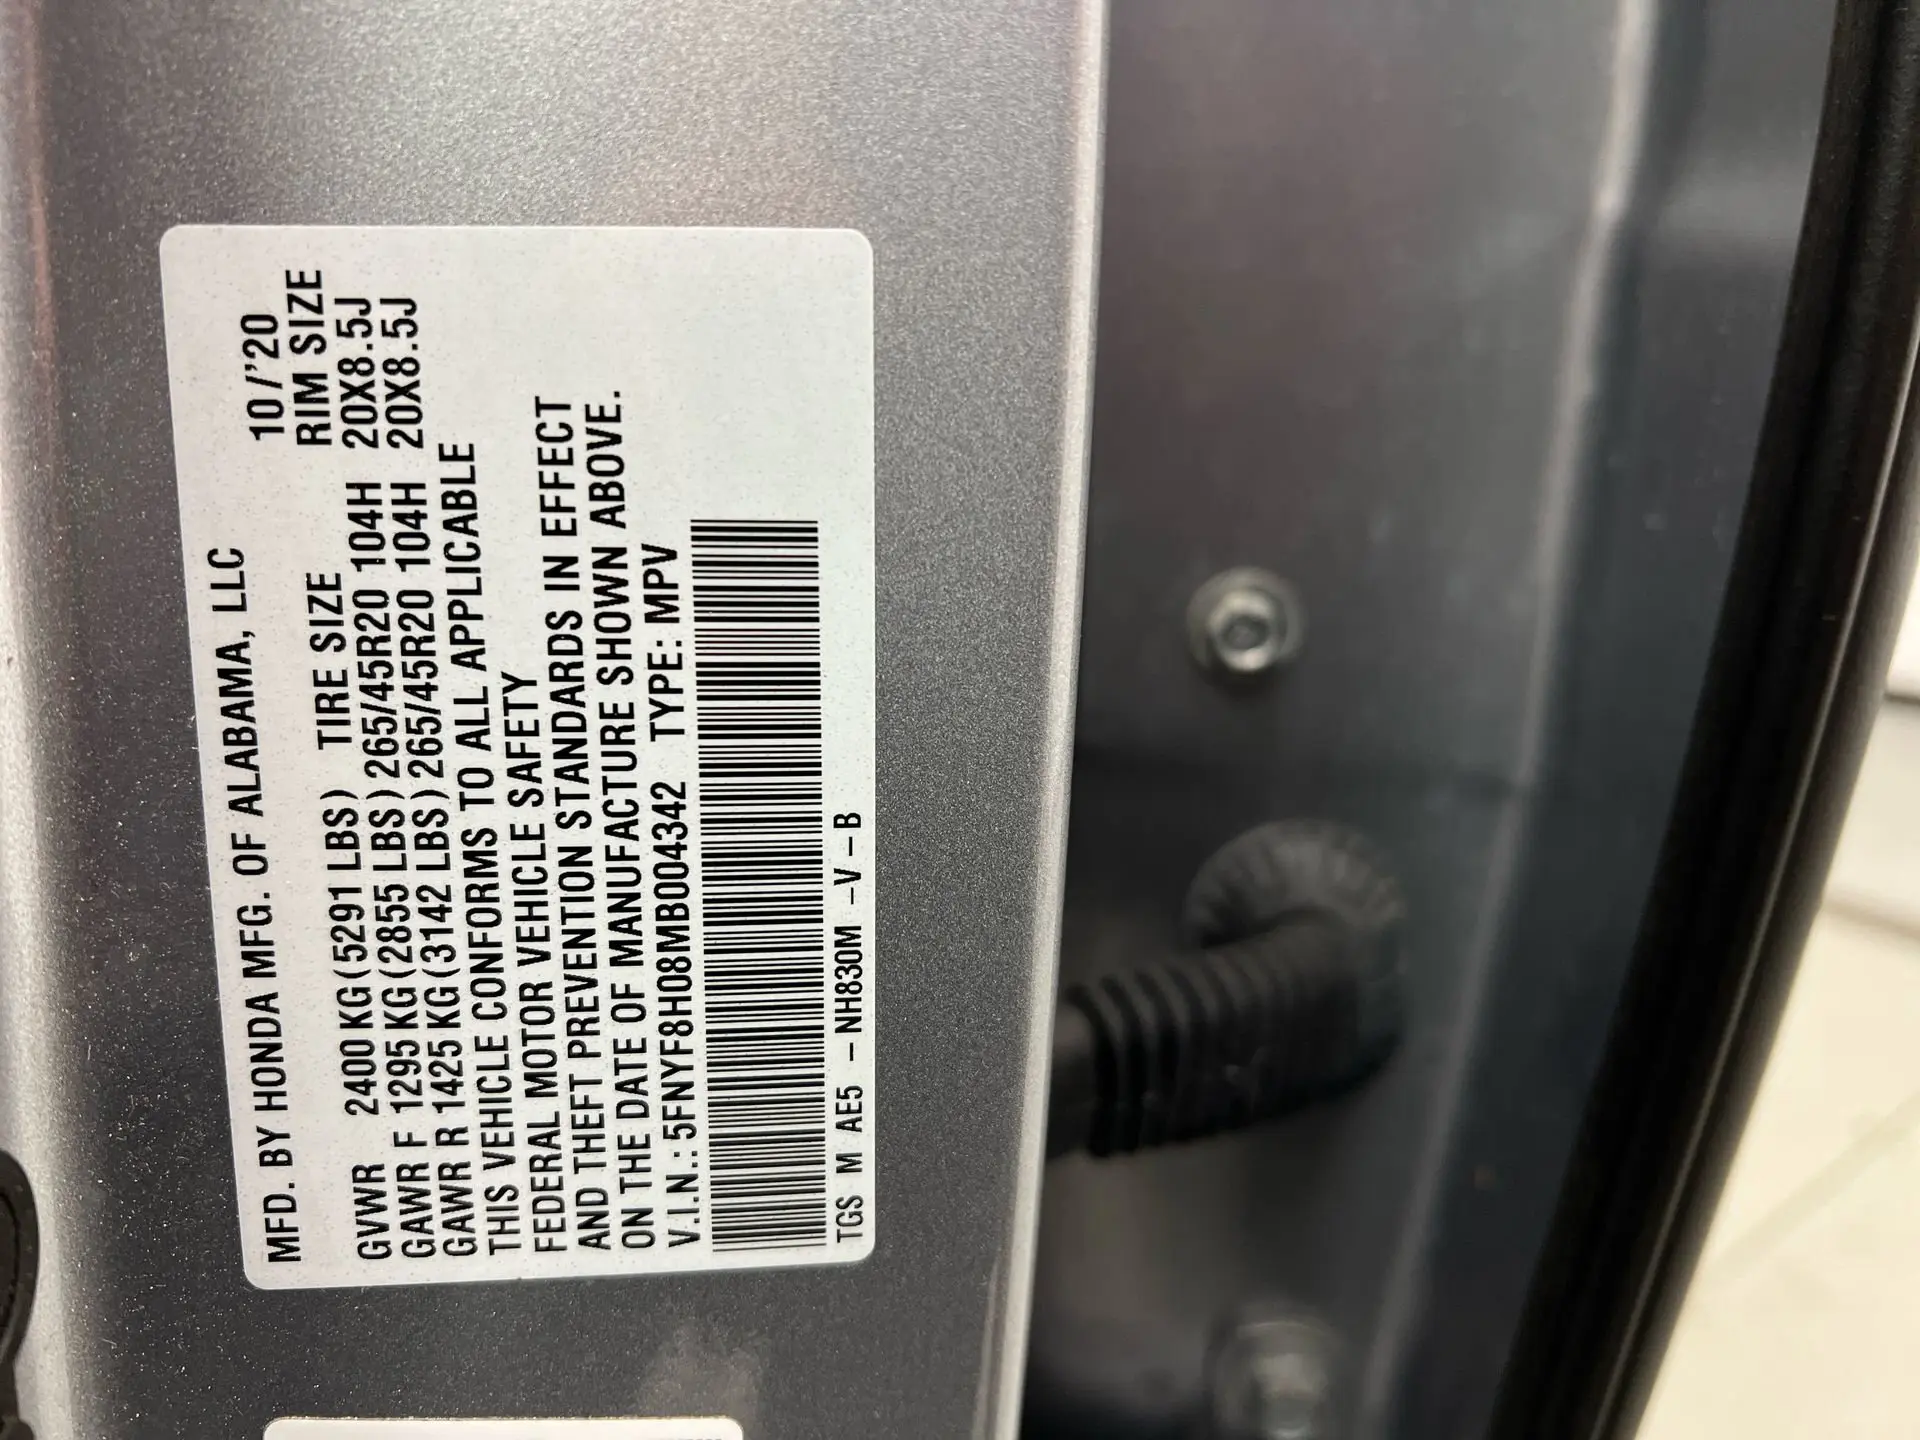 MFD. BY HONDA MFG. OF ALABAMA, LLC
10/'20
TIRE SIZE RIM SIZE
GVWR 2400 KG (5291 LBS)
GAWR F 1295 KG (2855 LBS) 265/45R20 104H 20X8.5J
GAWR R 1425 KG (3142 LBS) 265/45R20 104H 20X8.5J
THIS VEHICLE CONFORMS TO ALL APPLICABLE
FEDERAL MOTOR VEHICLE SAFETY
AND THEFT PREVENTION STANDARDS IN EFFECT
ON THE DATE OF MANUFACTURE SHOWN ABOVE.
V.I.N.: 5FNYF8H08MB004342 TYPE: MPV
TGS M AE5 –NH830M –V –B